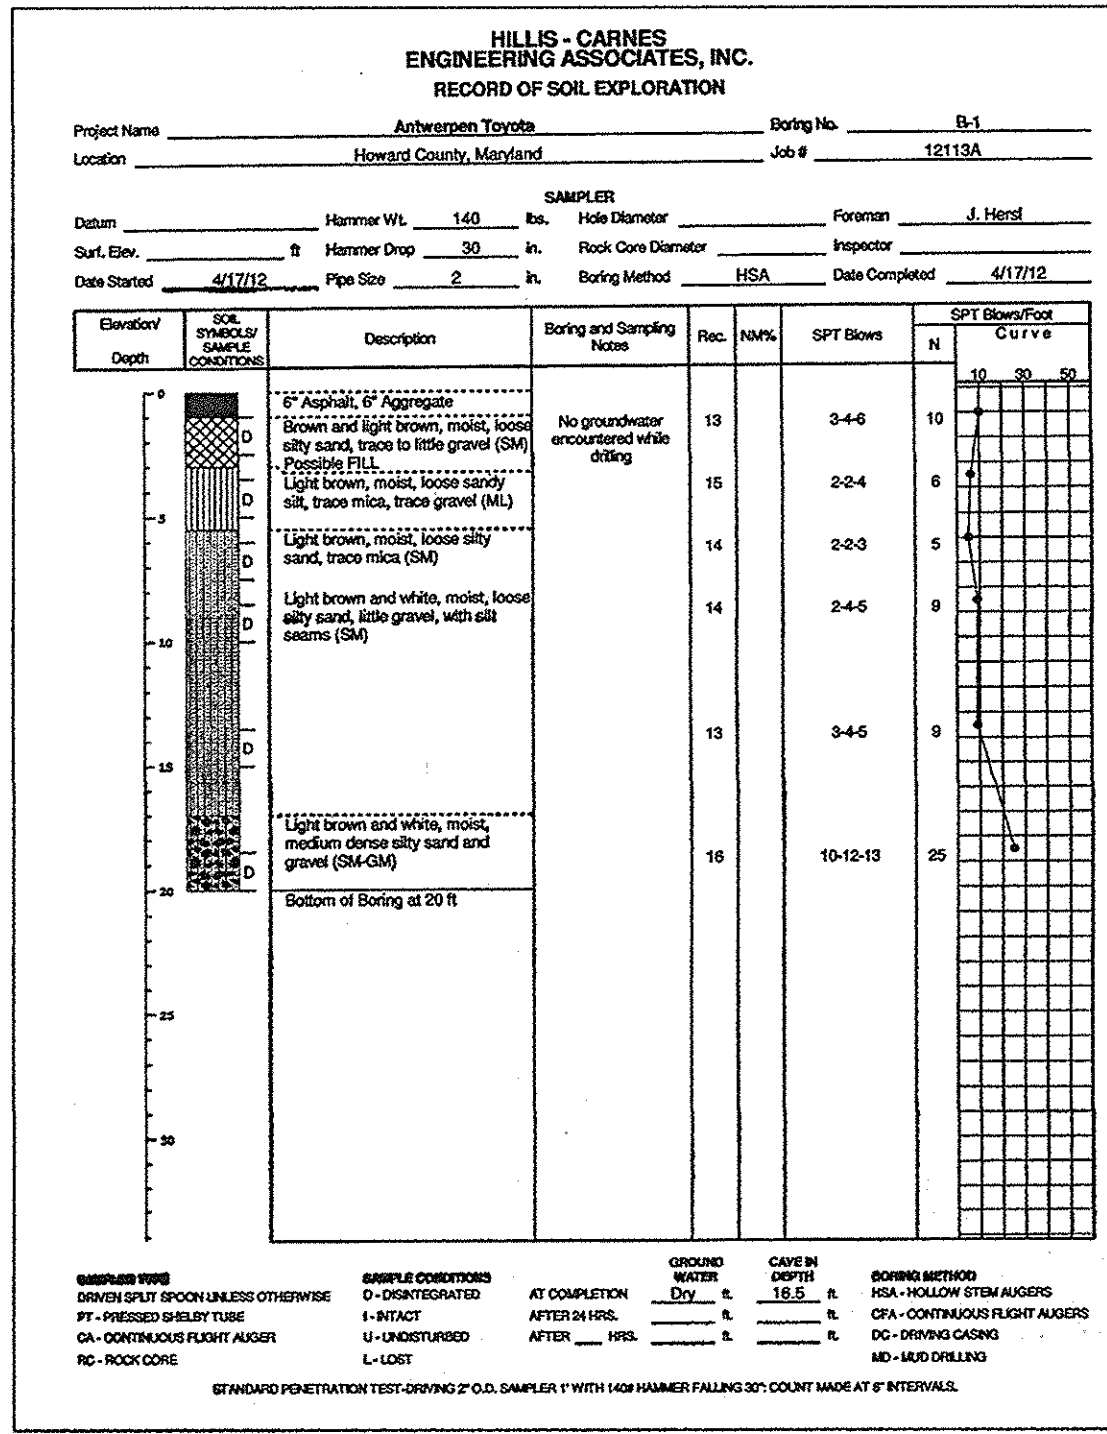 HILLIS - CARNES
ENGINEERING ASSOCIATES, INC.
RECORD OF SOIL EXPLORATION
Project Name Antwerpen Toyota Boring No. B-1
Location Howard County, Maryland Job # 12113A
SAMPLER
Datum Hammer Wt. 140 lbs. Hole Diameter Foreman J. Hersl
Surf. Elev. ft Hammer Drop 30 in. Rock Core Diameter Inspector
Date Started 4/17/12 Pipe Size 2 in. Boring Method HSA Date Completed 4/17/12
Elevation/
Depth
SOIL
SYMBOLS/
SAMPLE
CONDITIONS
Description
Boring and Sampling
Notes
Rec. NM% SPT Blows
SPT Blows/Foot
N Curve
10 30 50
0
6" Asphalt, 6" Aggregate
D Brown and light brown, moist, loose
silty sand, trace to little gravel (SM)
Possible FILL
No groundwater
encountered while
drilling
13 3-4-6 10
D Light brown, moist, loose sandy
silt, trace mica, trace gravel (ML)
15 2-2-4 6
5
D Light brown, moist, loose silty
sand, trace mica (SM)
14 2-2-3 5
D Light brown and white, moist, loose
silty sand, little gravel, with silt
seams (SM)
14 2-4-5 9
10
D 13 3-4-5 9
15
Light brown and white, moist,
medium dense silty sand and
gravel (SM-GM)
D 16 10-12-13 25
20
Bottom of Boring at 20 ft
25
30
SAMPLER TYPE
DRIVEN SPLIT SPOON UNLESS OTHERWISE
PT - PRESSED SHELBY TUBE
CA - CONTINUOUS FLIGHT AUGER
RC - ROCK CORE
SAMPLE CONDITIONS
D - DISINTEGRATED
I - INTACT
U - UNDISTURBED
L - LOST
GROUND
WATER
CAVE IN
DEPTH
AT COMPLETION Dry ft. 16.5 ft.
AFTER 24 HRS. ft. ft.
AFTER HRS. ft. ft.
BORING METHOD
HSA - HOLLOW STEM AUGERS
CFA - CONTINUOUS FLIGHT AUGERS
DC - DRIVING CASING
MD - MUD DRILLING
STANDARD PENETRATION TEST-DRIVING 2" O.D. SAMPLER 1' WITH 140# HAMMER FALLING 30": COUNT MADE AT 6" INTERVALS.